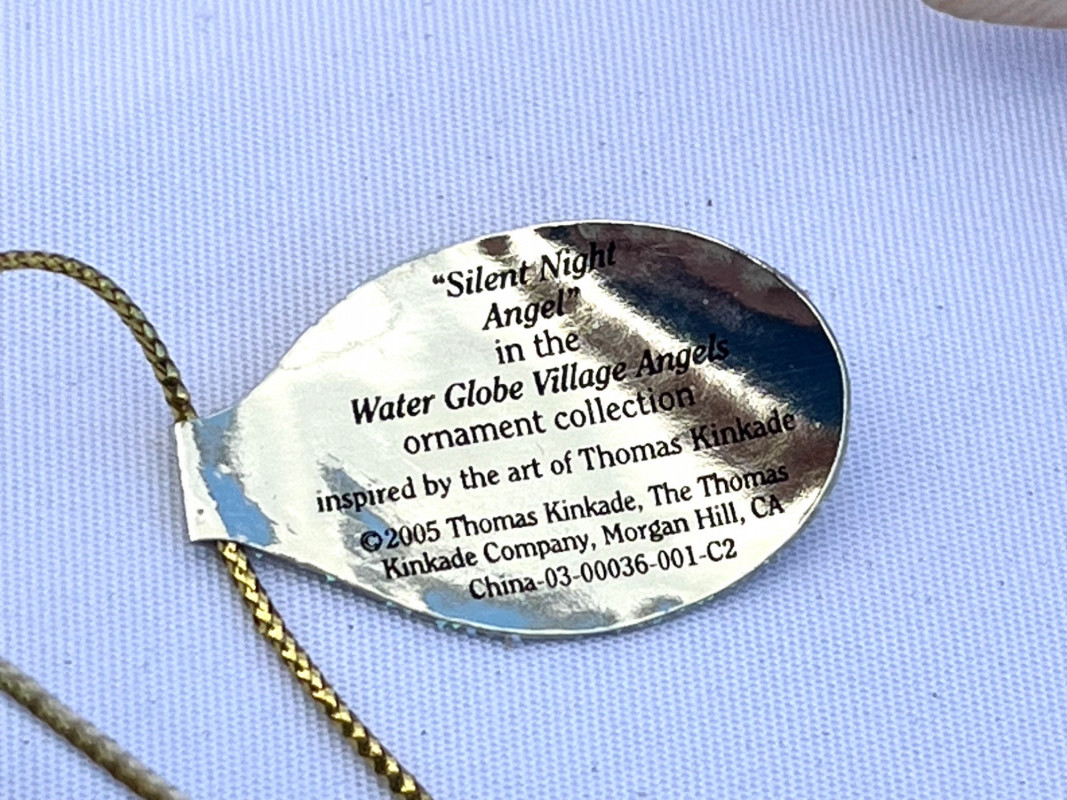 “Silent Night
Angel”
in the
Water Globe Village Angels
ornament collection
inspired by the art of Thomas Kinkade
©2005 Thomas Kinkade, The Thomas
Kinkade Company, Morgan Hill, CA
China-03-00036-001-C2